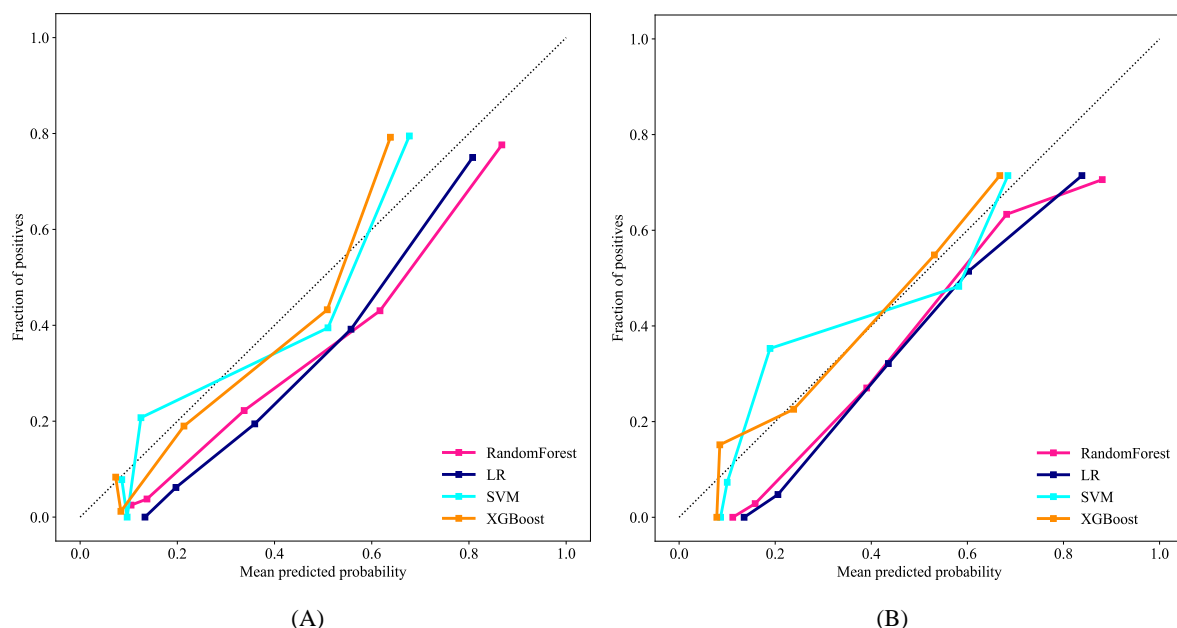 1.0
0.8
0.6
0.4
0.2
0.0
Fraction of positives
0.0 0.2 0.4 0.6 0.8 1.0
Mean predicted probability
RandomForest
LR
SVM
XGBoost
(A)
1.0
0.8
0.6
0.4
0.2
0.0
Fraction of positives
0.0 0.2 0.4 0.6 0.8 1.0
Mean predicted probability
RandomForest
LR
SVM
XGBoost
(B)